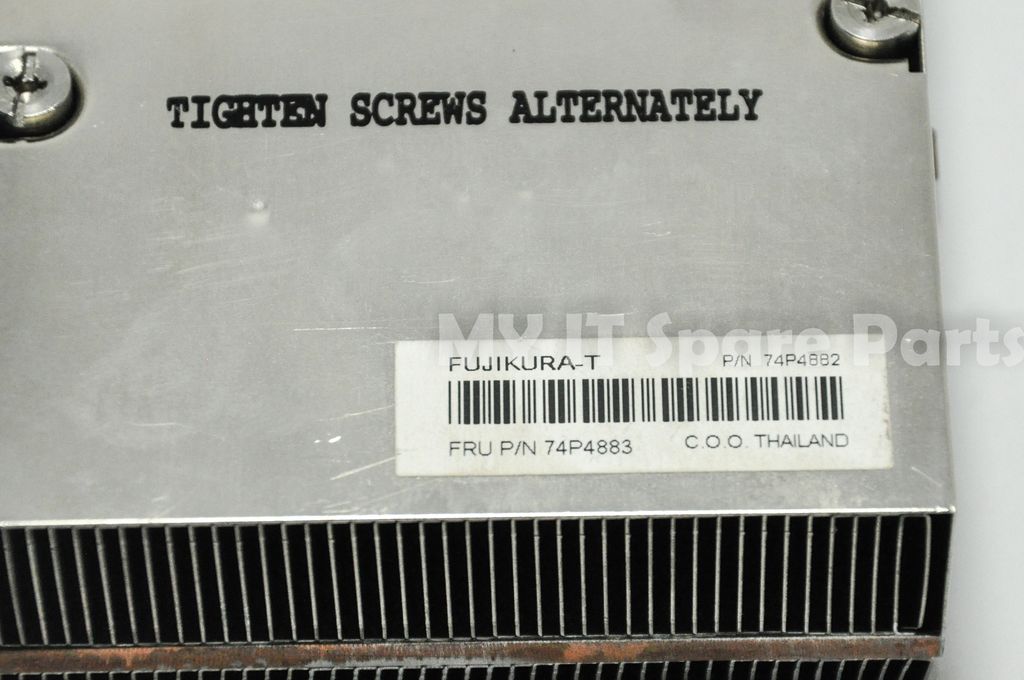 TIGHTEN SCREWS ALTERNATELY
MY IT Spare Parts
FUJIKURA-T P/N 74P4882
FRU P/N 74P4883 C.O.O. THAILAND